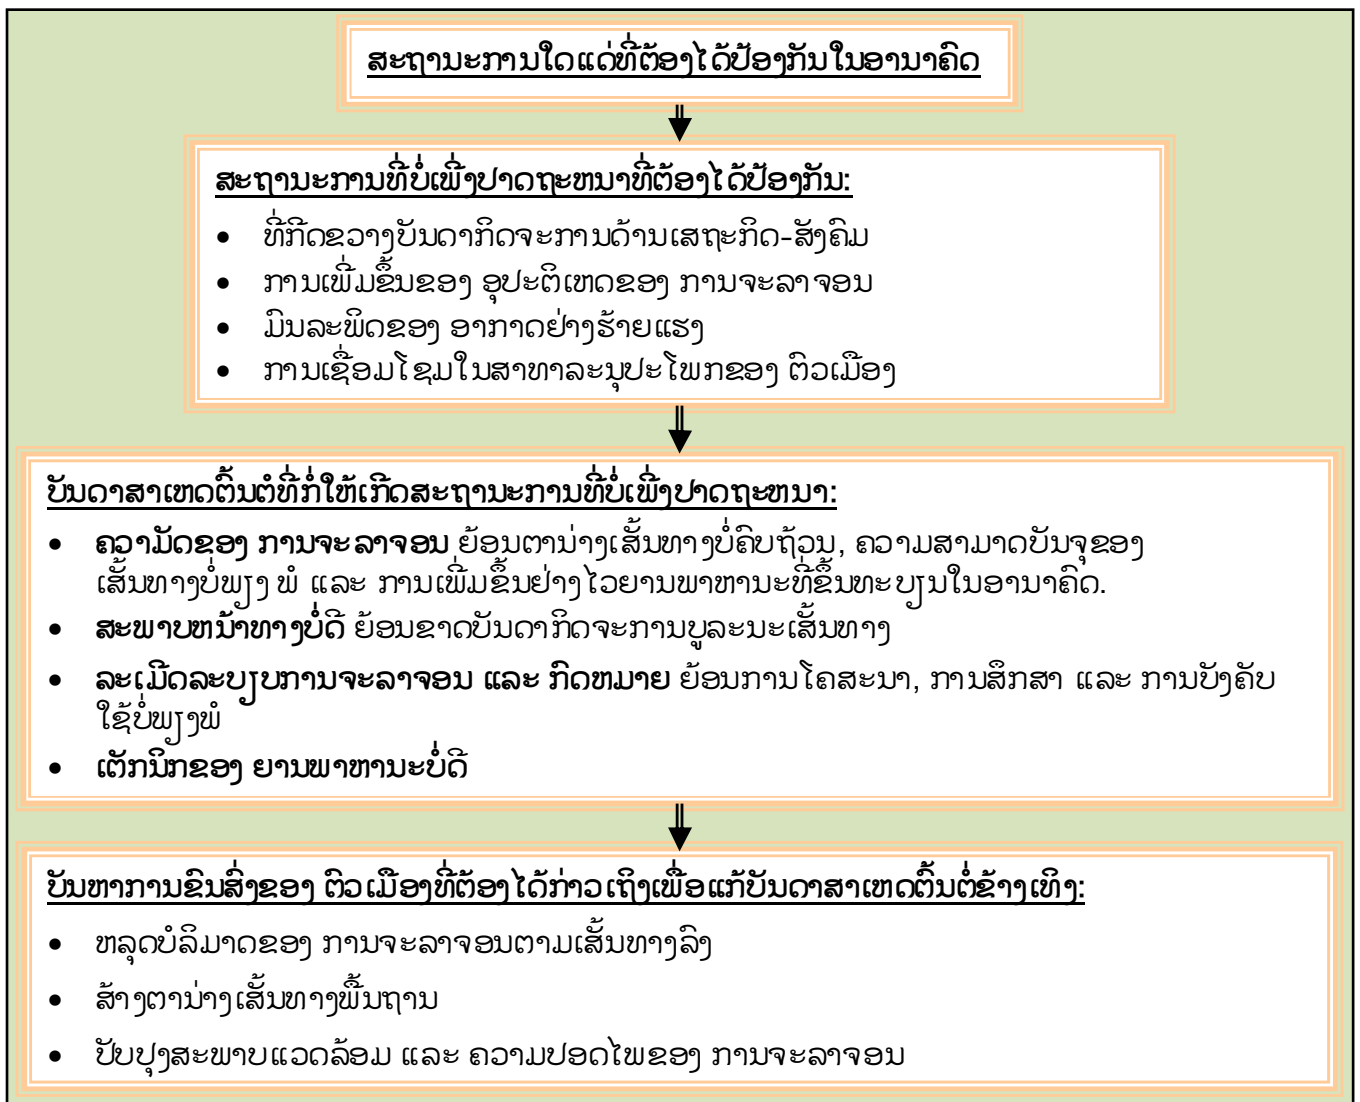 ສະຖານະການໃດແດ່ທີ່ຕ້ອງໄດ້ປ້ອງກັນໃນອານາຄົດ
ສະຖານະການທີ່ບໍ່ເພິ່ງປາດຖະຫນາທີ່ຕ້ອງໄດ້ປ້ອງກັນ:
• ທີ່ກີດຂວາງບັນດາກິດຈະການດ້ານເສຖະກິດ-ສັງຄົມ
• ການເພີ່ມຂຶ້ນຂອງ ອຸປະຕິເຫດຂອງ ການຈະລາຈອນ
• ມົນລະພິດຂອງ ອາກາດຢ່າງຮ້າຍແຮງ
• ການເຊື່ອມໂຊມໃນສາທາລະນຸປະໂພກຂອງ ຕົວເມືອງ
ບັນດາສາເຫດຕົ້ນຕໍທີ່ກໍ່ໃຫ້ເກີດສະຖານະການທີ່ບໍ່ເພິ່ງປາດຖະຫນາ:
• ຄວາມັດຂອງ ການຈະລາຈອນ ຍ້ອນຕານ່າງເສັ້ນທາງບໍ່ຄົບຖ້ວນ, ຄວາມສາມາດບັນຈຸຂອງ
ເສັ້ນທາງບໍ່ພຽງ ພໍ ແລະ ການເພີ່ມຂຶ້ນຢ່າງໄວຍານພາຫານະທີ່ຂຶ້ນທະບຽນໃນອານາຄົດ.
• ສະພາບຫນ້າທາງບໍ່ດີ ຍ້ອນຂາດບັນດາກິດຈະການບູລະນະເສັ້ນທາງ
• ລະເມີດລະບຽບການຈະລາຈອນ ແລະ ກົດຫມາຍ ຍ້ອນການໂຄສະນາ, ການສຶກສາ ແລະ ການບັງຄັບ
ໃຊ້ບໍ່ພຽງພໍ
• ເຕັກນິກຂອງ ຍານພາຫານະບໍ່ດີ
ບັນຫາການຂົນສົ່ງຂອງ ຕົວເມືອງທີ່ຕ້ອງໄດ້ກ່າວເຖິງເພື່ອແກ້ບັນດາສາເຫດຕົ້ນຕໍ່ຂ້າງເທິງ:
• ຫລຸດບໍລິມາດຂອງ ການຈະລາຈອນຕາມເສັ້ນທາງລົງ
• ສ້າງຕານ່າງເສັ້ນທາງພື້ນຖານ
• ປັບປຸງສະພາບແວດລ້ອມ ແລະ ຄວາມປອດໄພຂອງ ການຈະລາຈອນ